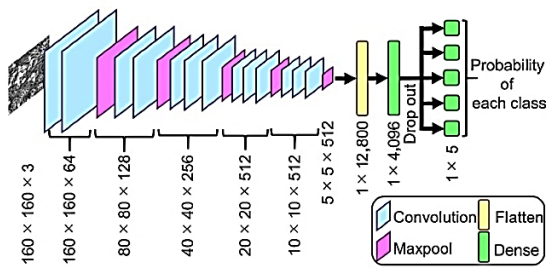 160 × 160 × 3
160 × 160 × 64
80 × 80 × 128
40 × 40 × 256
20 × 20 × 512
10 × 10 × 512
5 × 5 × 512
1 × 12,800
1 × 4,096
Drop out
1 × 5
Probability
of
each class
Convolution
Flatten
Maxpool
Dense